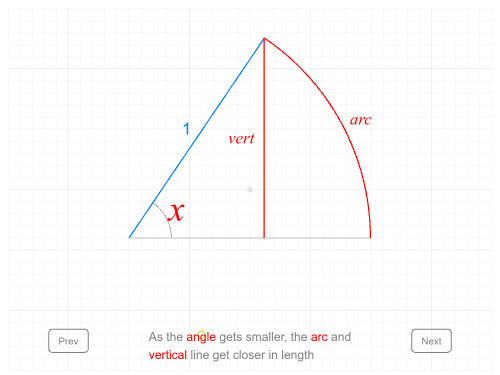 1
arc
vert
x
Prev
As the angle gets smaller, the arc and
vertical line get closer in length
Next